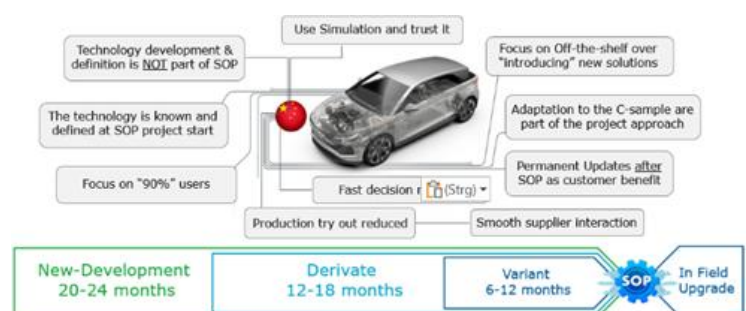 Use Simulation and trust it
Technology development &
definition is NOT part of SOP
Focus on Off-the-shelf over
"introducing" new solutions
The technology is known and
defined at SOP project start
Adaptation to the C-sample are
part of the project approach
Focus on "90%" users
Permanent Updates after
SOP as customer benefit
Fast decision
(Strg)
Production try out reduced
Smooth supplier interaction
New-Development
20-24 months
Derivate
12-18 months
Variant
6-12 months
SOP
In Field
Upgrade